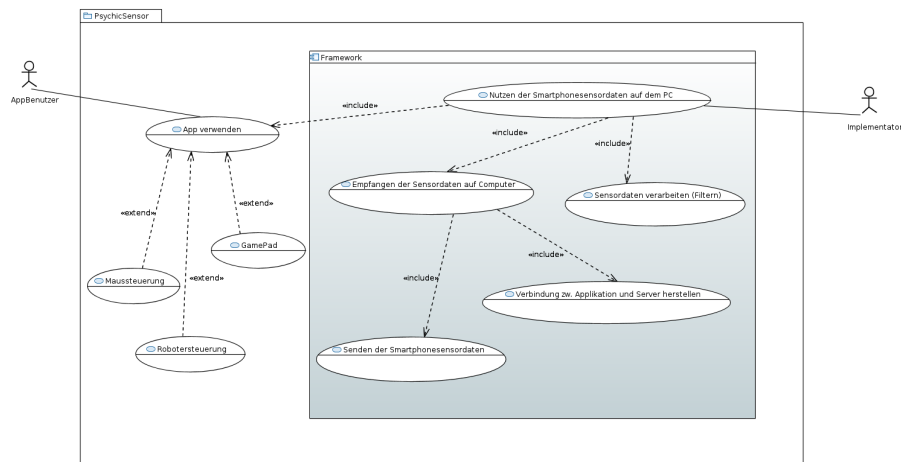 PsychicSensor
Framework
AppBenutzer
Nutzen der Smartphonesensordaten auf dem PC
«include»
Implementator
App verwenden
«include»
«include»
Empfangen der Sensordaten auf Computer
Sensordaten verarbeiten (Filtern)
«extend»
«extend»
GamePad
«include»
Maussteuerung
«extend»
«include»
Verbindung zw. Applikation und Server herstellen
Robotersteuerung
Senden der Smartphonesensordaten